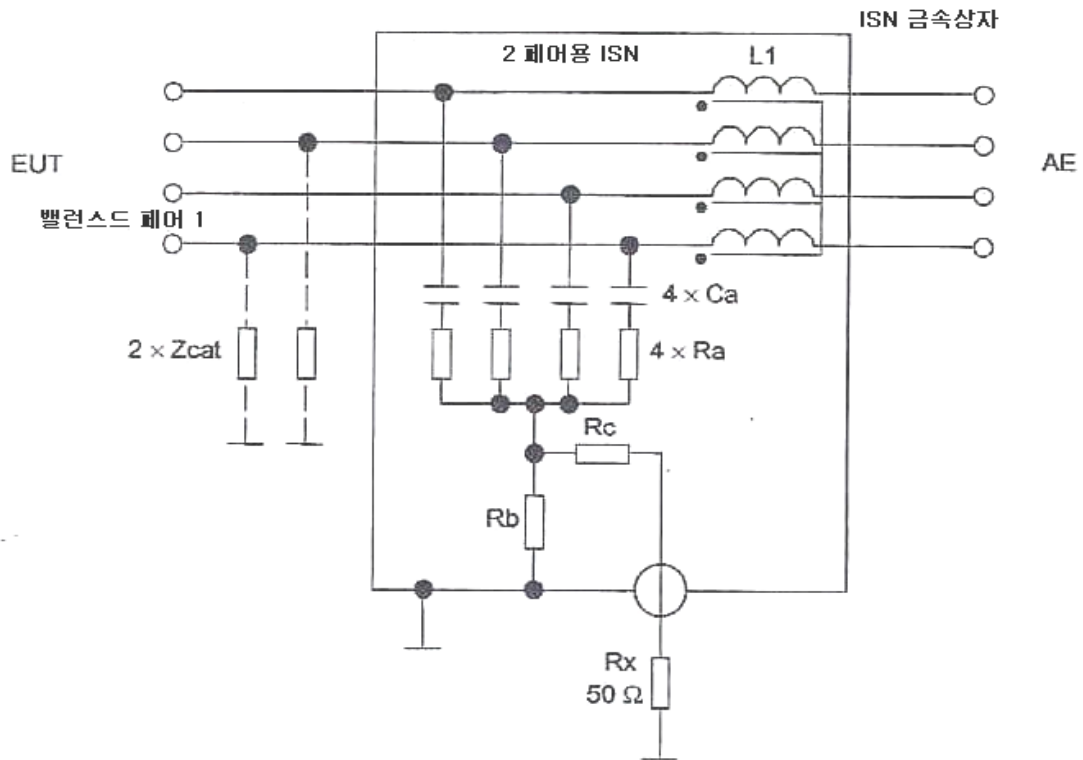 ISN 금속상자
2 페어용 ISN
L1
EUT
AE
밸런스드 페어 1
4 × Ca
2 × Zcat
4 × Ra
Rc
Rb
Rx
50 Ω